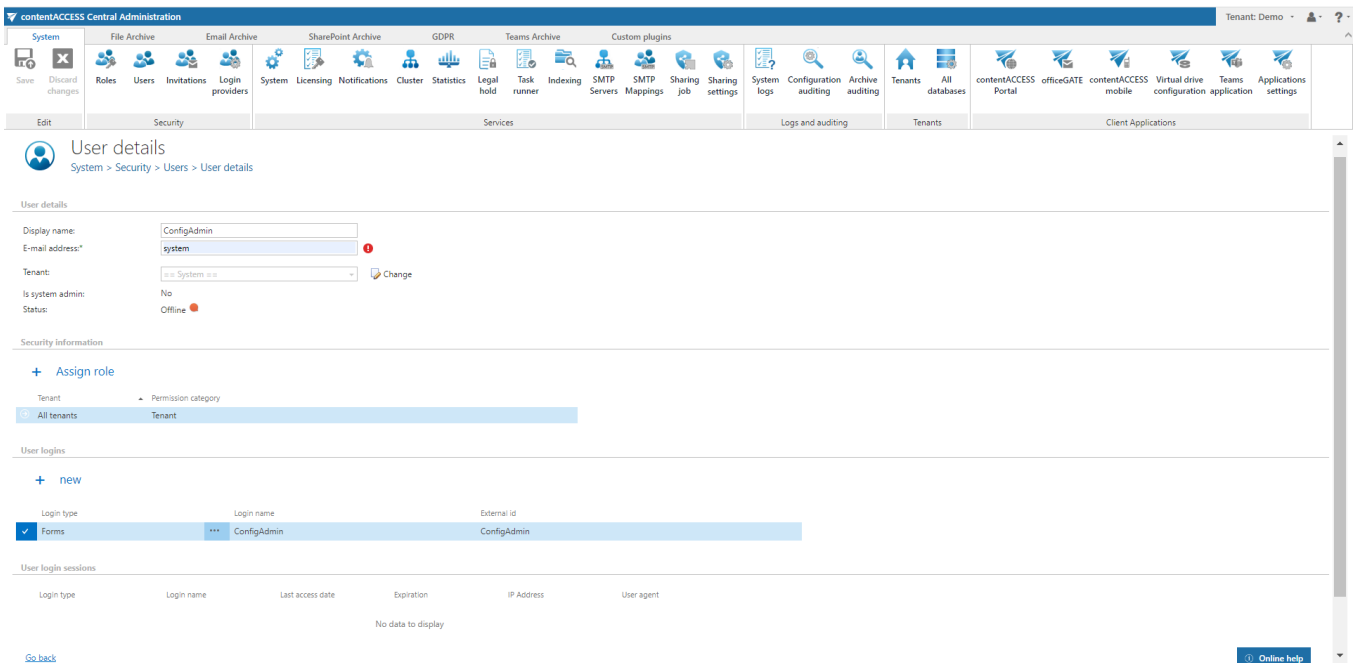 contentACCESS Central Administration
Tenant: Demo
?
System File Archive Email Archive SharePoint Archive GDPR Teams Archive Custom plugins
Save Discard changes Roles Users Invitations Login providers System Licensing Notifications Cluster Statistics Legal hold Task runner Indexing SMTP Servers SMTP Mappings Sharing job Sharing settings System logs Configuration auditing Archive auditing Tenants All databases contentACCESS Portal officeGATE contentACCESS mobile Virtual drive configuration Teams application Applications settings
Edit Security Services Logs and auditing Tenants Client Applications
User details
System > Security > Users > User details
User details
Display name: ConfigAdmin
E-mail address:* system
Tenant: == System == Change
Is system admin: No
Status: Offline
Security information
+ Assign role
Tenant Permission category
All tenants Tenant
User logins
+ new
Login type Login name External id
Forms ... ConfigAdmin ConfigAdmin
User login sessions
Login type Login name Last access date Expiration IP Address User agent
No data to display
Go back
Online help